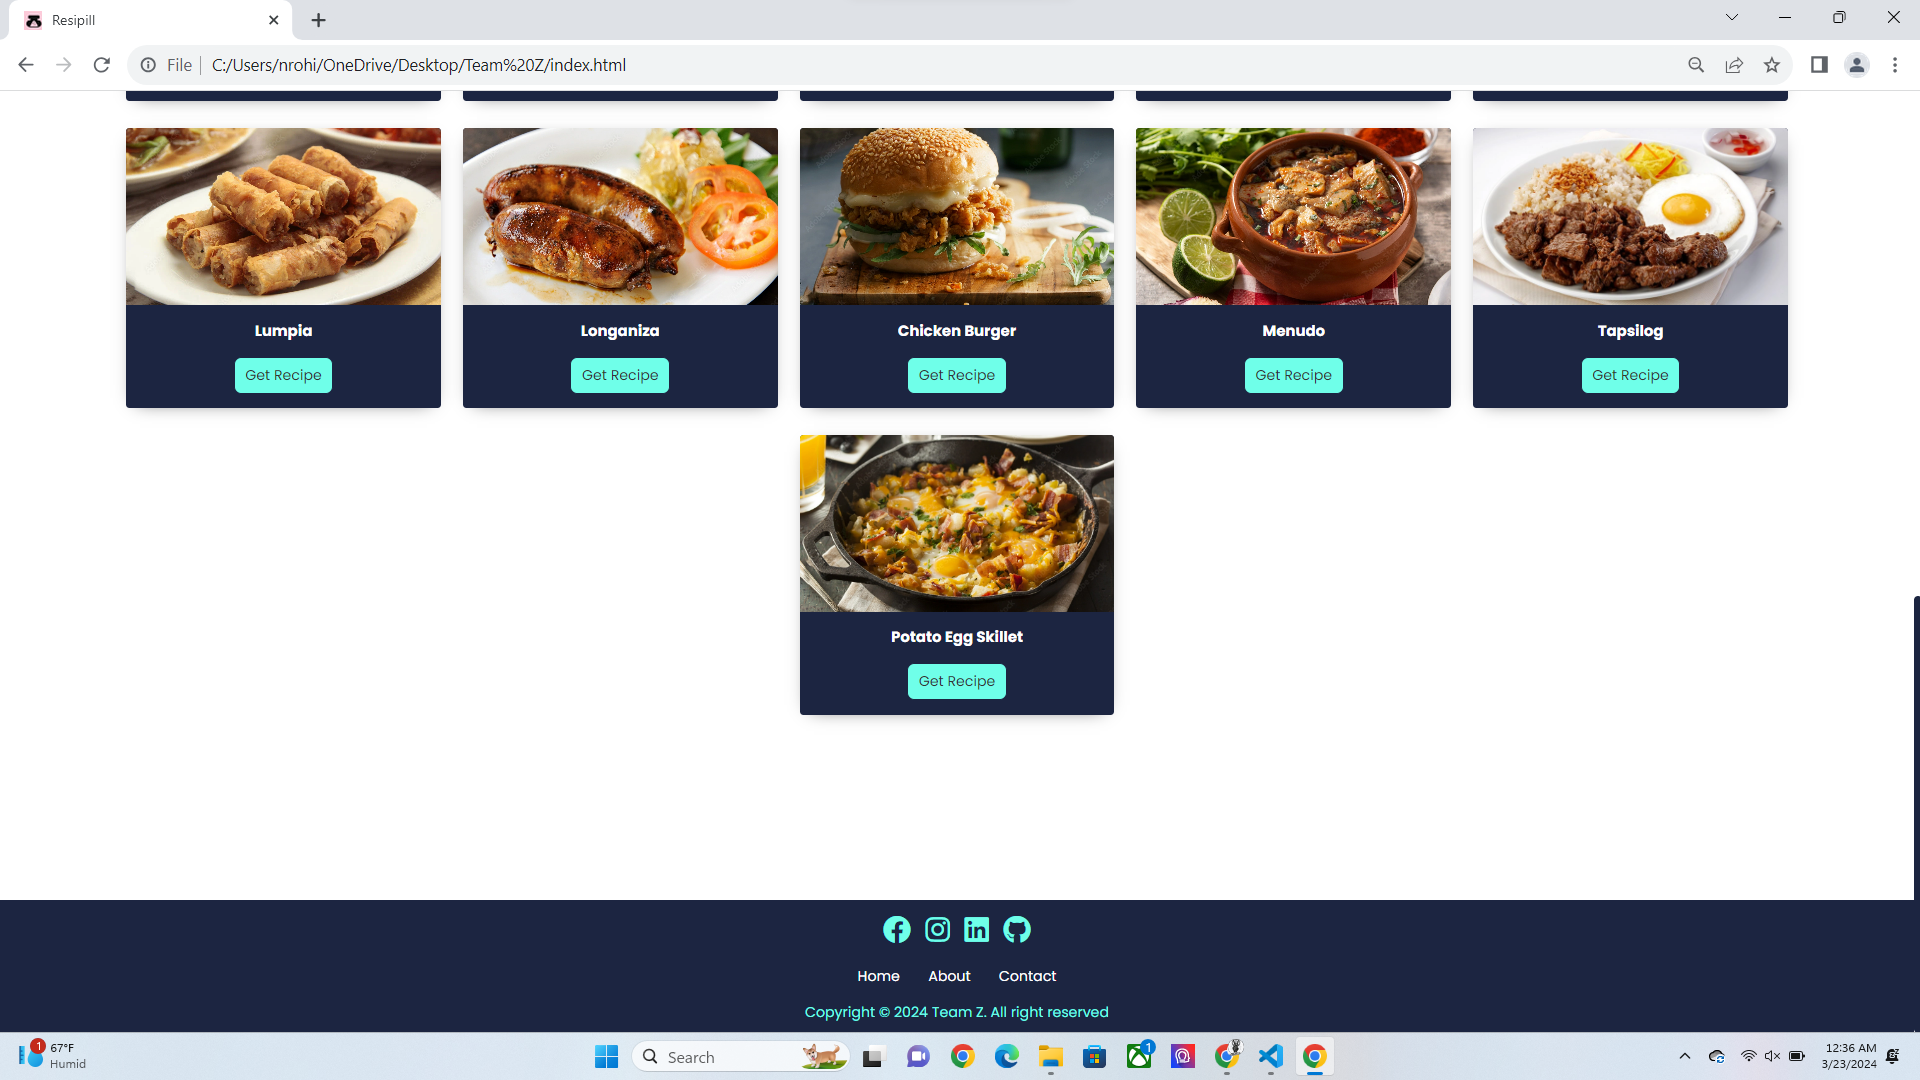 Resipill
File
C:/Users/nrohi/OneDrive/Desktop/Team%20Z/index.html
Lumpia
Longaniza
Chicken Burger
Menudo
Tapsilog
Get Recipe
Get Recipe
Get Recipe
Get Recipe
Get Recipe
Potato Egg Skillet
Get Recipe
Home
About
Contact
Copyright © 2024 Team Z. All right reserved
1
67°F
Humid
Search
1
12:36 AM
3/23/2024